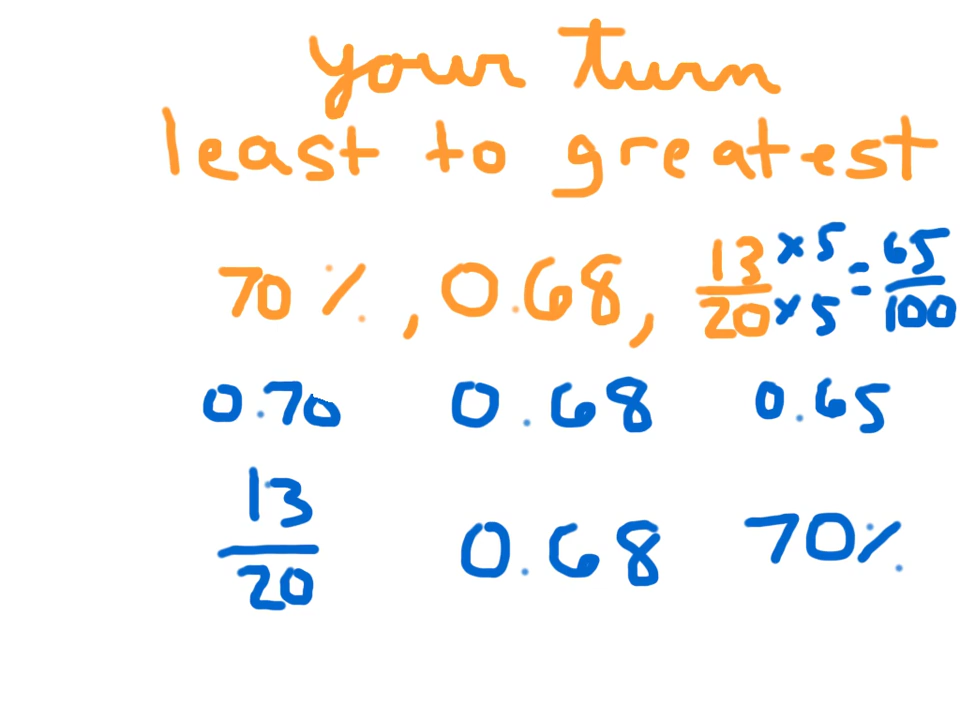 your turn
least to greatest
70%, 0.68, 13/20 ×5/×5 = 65/100
0.70 0.68 0.65
13/20 0.68 70%